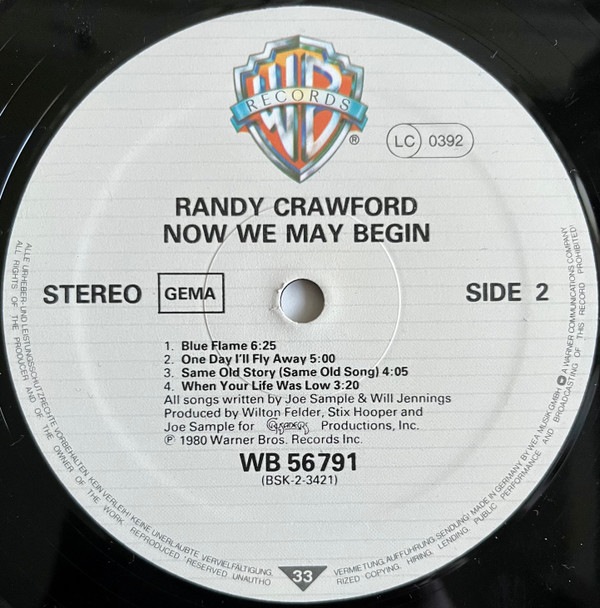 WB
RECORDS
®
LC 0392
RANDY CRAWFORD
NOW WE MAY BEGIN
STEREO GEMA SIDE 2
1. Blue Flame 6:25
2. One Day I'll Fly Away 5:00
3. Same Old Story (Same Old Song) 4:05
4. When Your Life Was Low 3:20
All songs written by Joe Sample & Will Jennings
Produced by Wilton Felder, Stix Hooper and
Joe Sample for Crusaders Productions, Inc.
℗ 1980 Warner Bros. Records Inc.
WB 56 791
(BSK-2-3421)
33
ALLE URHEBER- UND LEISTUNGSSCHUTZRECHTE VORBEHALTEN. KEIN VERLEIH! KEINE UNERLAUBTE VERVIELFÄLTIGUNG, VERMIETUNG, AUFFÜHRUNG, SENDUNG! MADE IN GERMANY BY WEA MUSIK GMBH A WARNER COMMUNICATIONS COMPANY
ALL RIGHTS OF THE PRODUCER AND OF THE OWNER OF THE WORK REPRODUCED RESERVED. UNAUTHORIZED COPYING, HIRING, LENDING, PUBLIC PERFORMANCE AND BROADCASTING OF THIS RECORD PROHIBITED!